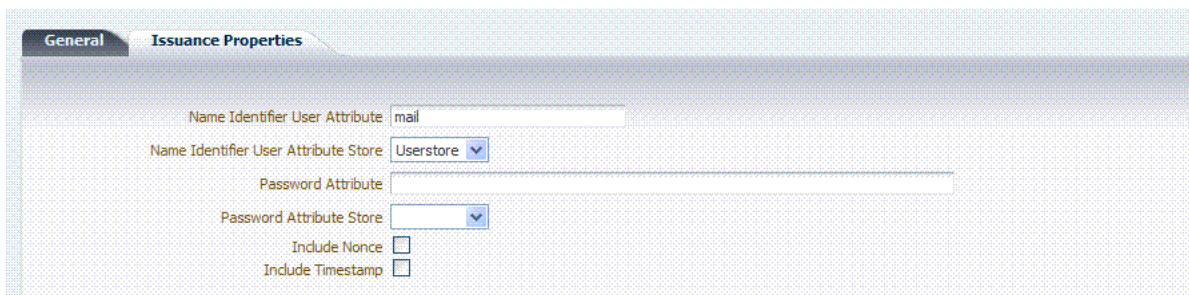 General Issuance Properties
Name Identifier User Attribute mail
Name Identifier User Attribute Store Userstore
Password Attribute
Password Attribute Store
Include Nonce
Include Timestamp